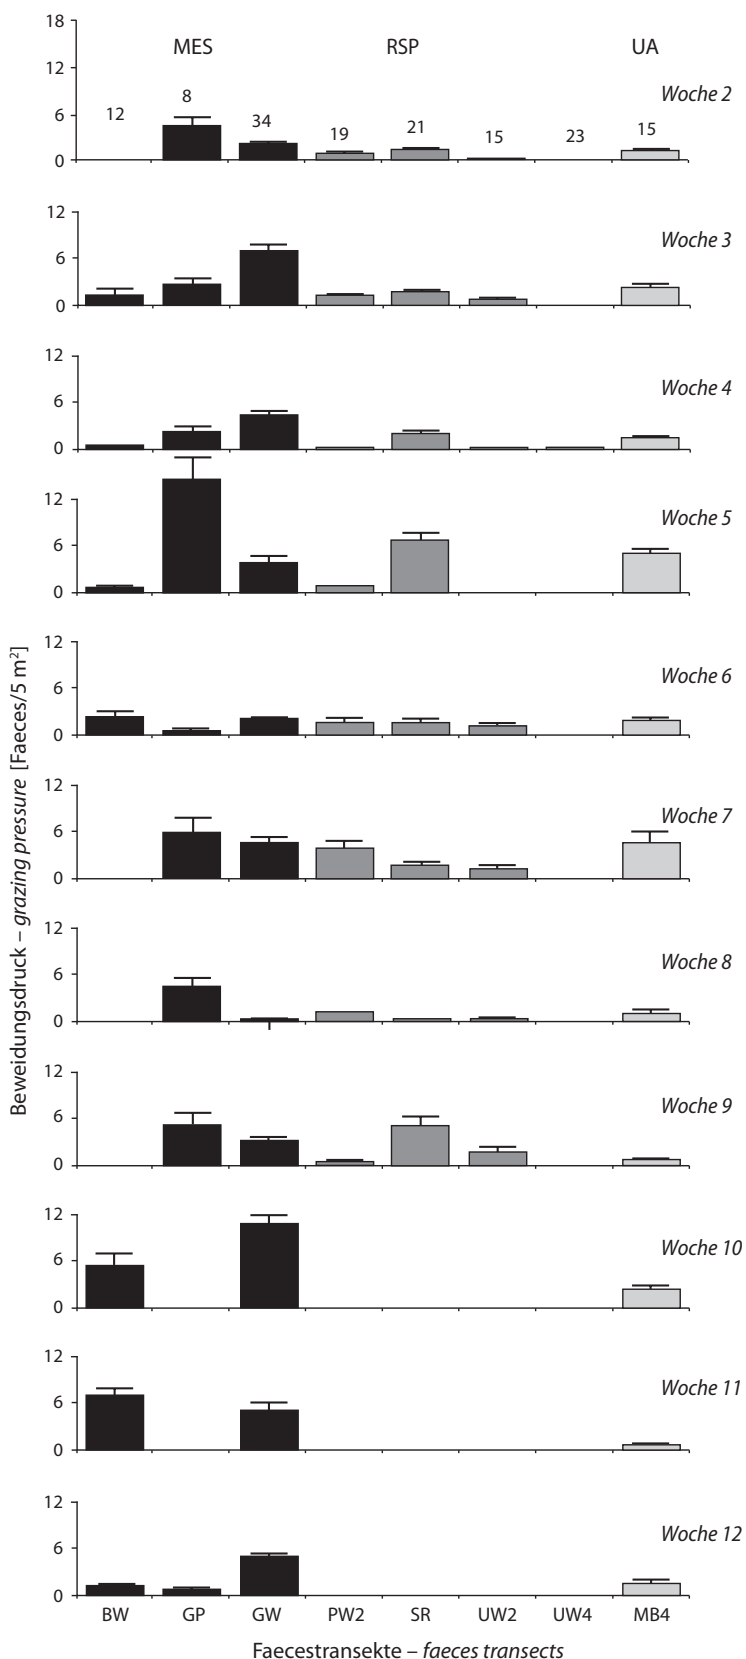 18
MES RSP UA
12
Woche 2
8
12 34 19 21 15 23 15
6
0
12
Woche 3
6
0
12
Woche 4
6
0
12
Woche 5
6
0
12
Woche 6
6
0
12
Woche 7
6
0
12
Woche 8
6
0
12
Woche 9
6
0
12
Woche 10
6
0
12
Woche 11
6
0
12
Woche 12
6
0
Beweidungsdruck – grazing pressure [Faeces/5 m²]
BW GP GW PW2 SR UW2 UW4 MB4
Faecestransekte – faeces transects